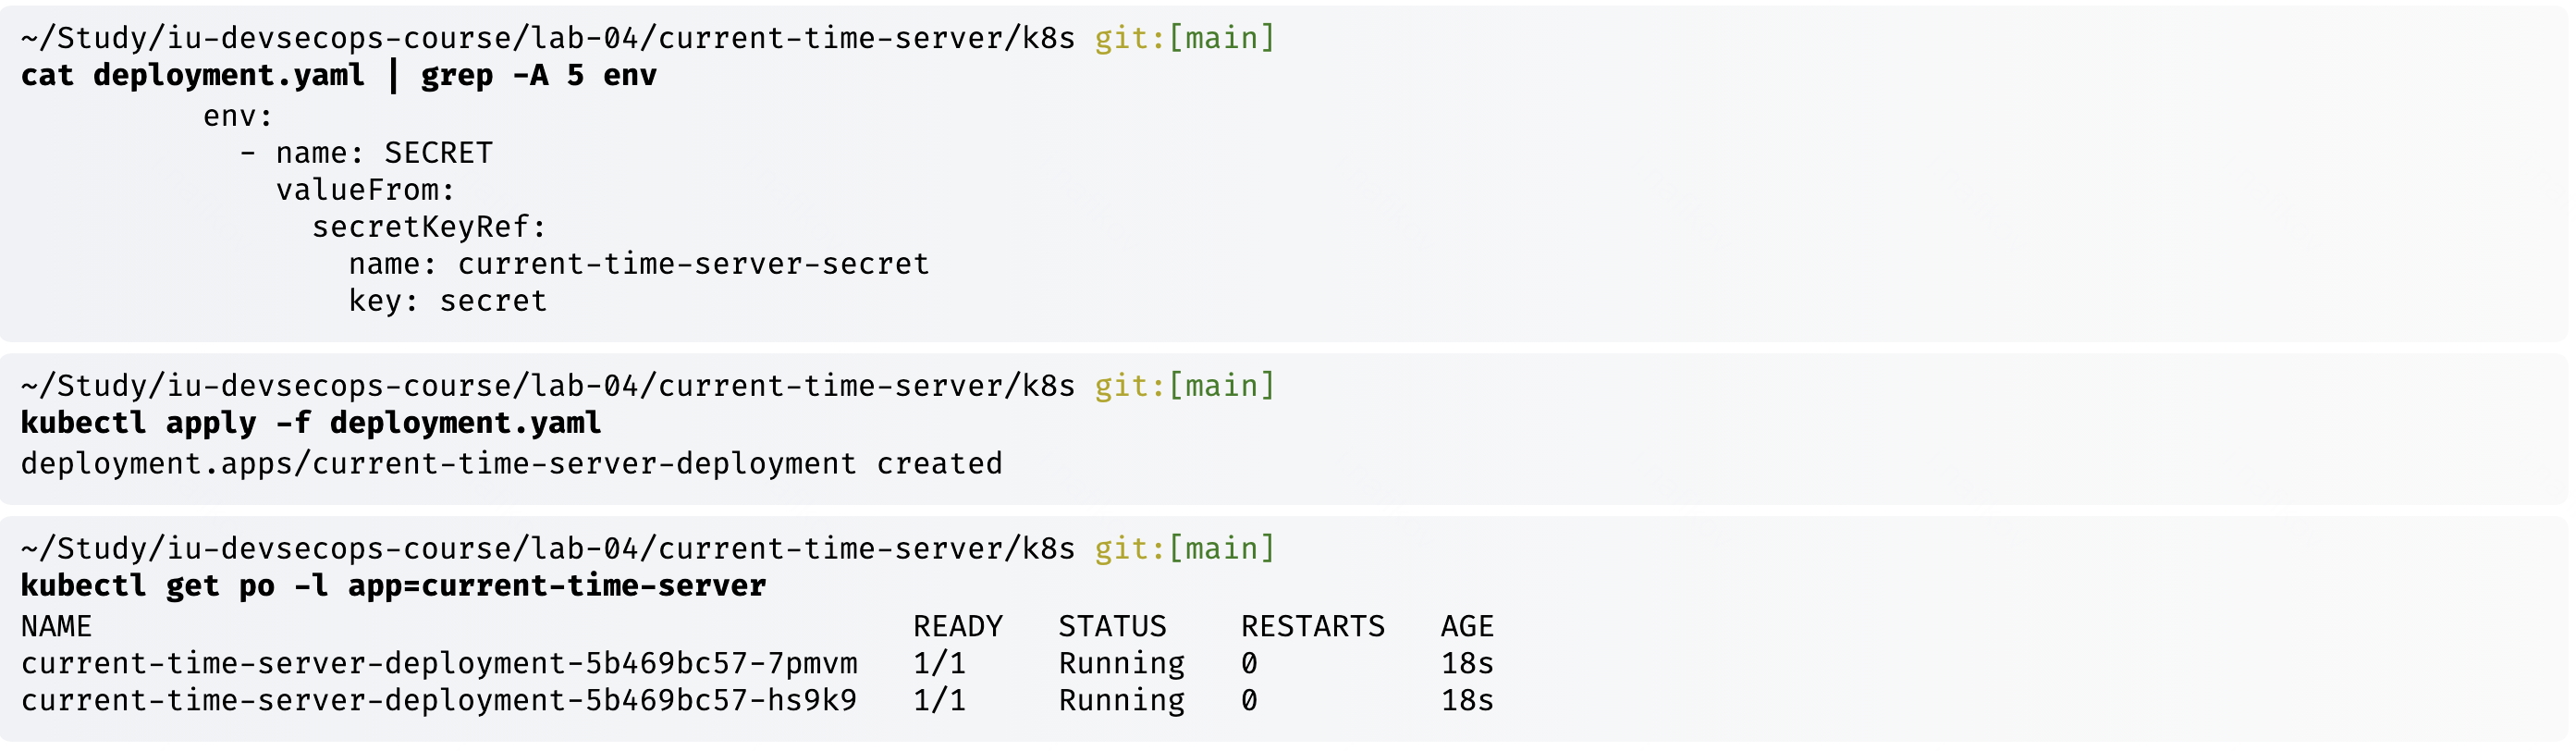 ~/Study/iu-devsecops-course/lab-04/current-time-server/k8s git:[main]
cat deployment.yaml | grep -A 5 env
          env:
            - name: SECRET
              valueFrom:
                secretKeyRef:
                  name: current-time-server-secret
                  key: secret
~/Study/iu-devsecops-course/lab-04/current-time-server/k8s git:[main]
kubectl apply -f deployment.yaml
deployment.apps/current-time-server-deployment created
~/Study/iu-devsecops-course/lab-04/current-time-server/k8s git:[main]
kubectl get po -l app=current-time-server
NAME                                             READY   STATUS    RESTARTS   AGE
current-time-server-deployment-5b469bc57-7pmvm   1/1     Running   0          18s
current-time-server-deployment-5b469bc57-hs9k9   1/1     Running   0          18s